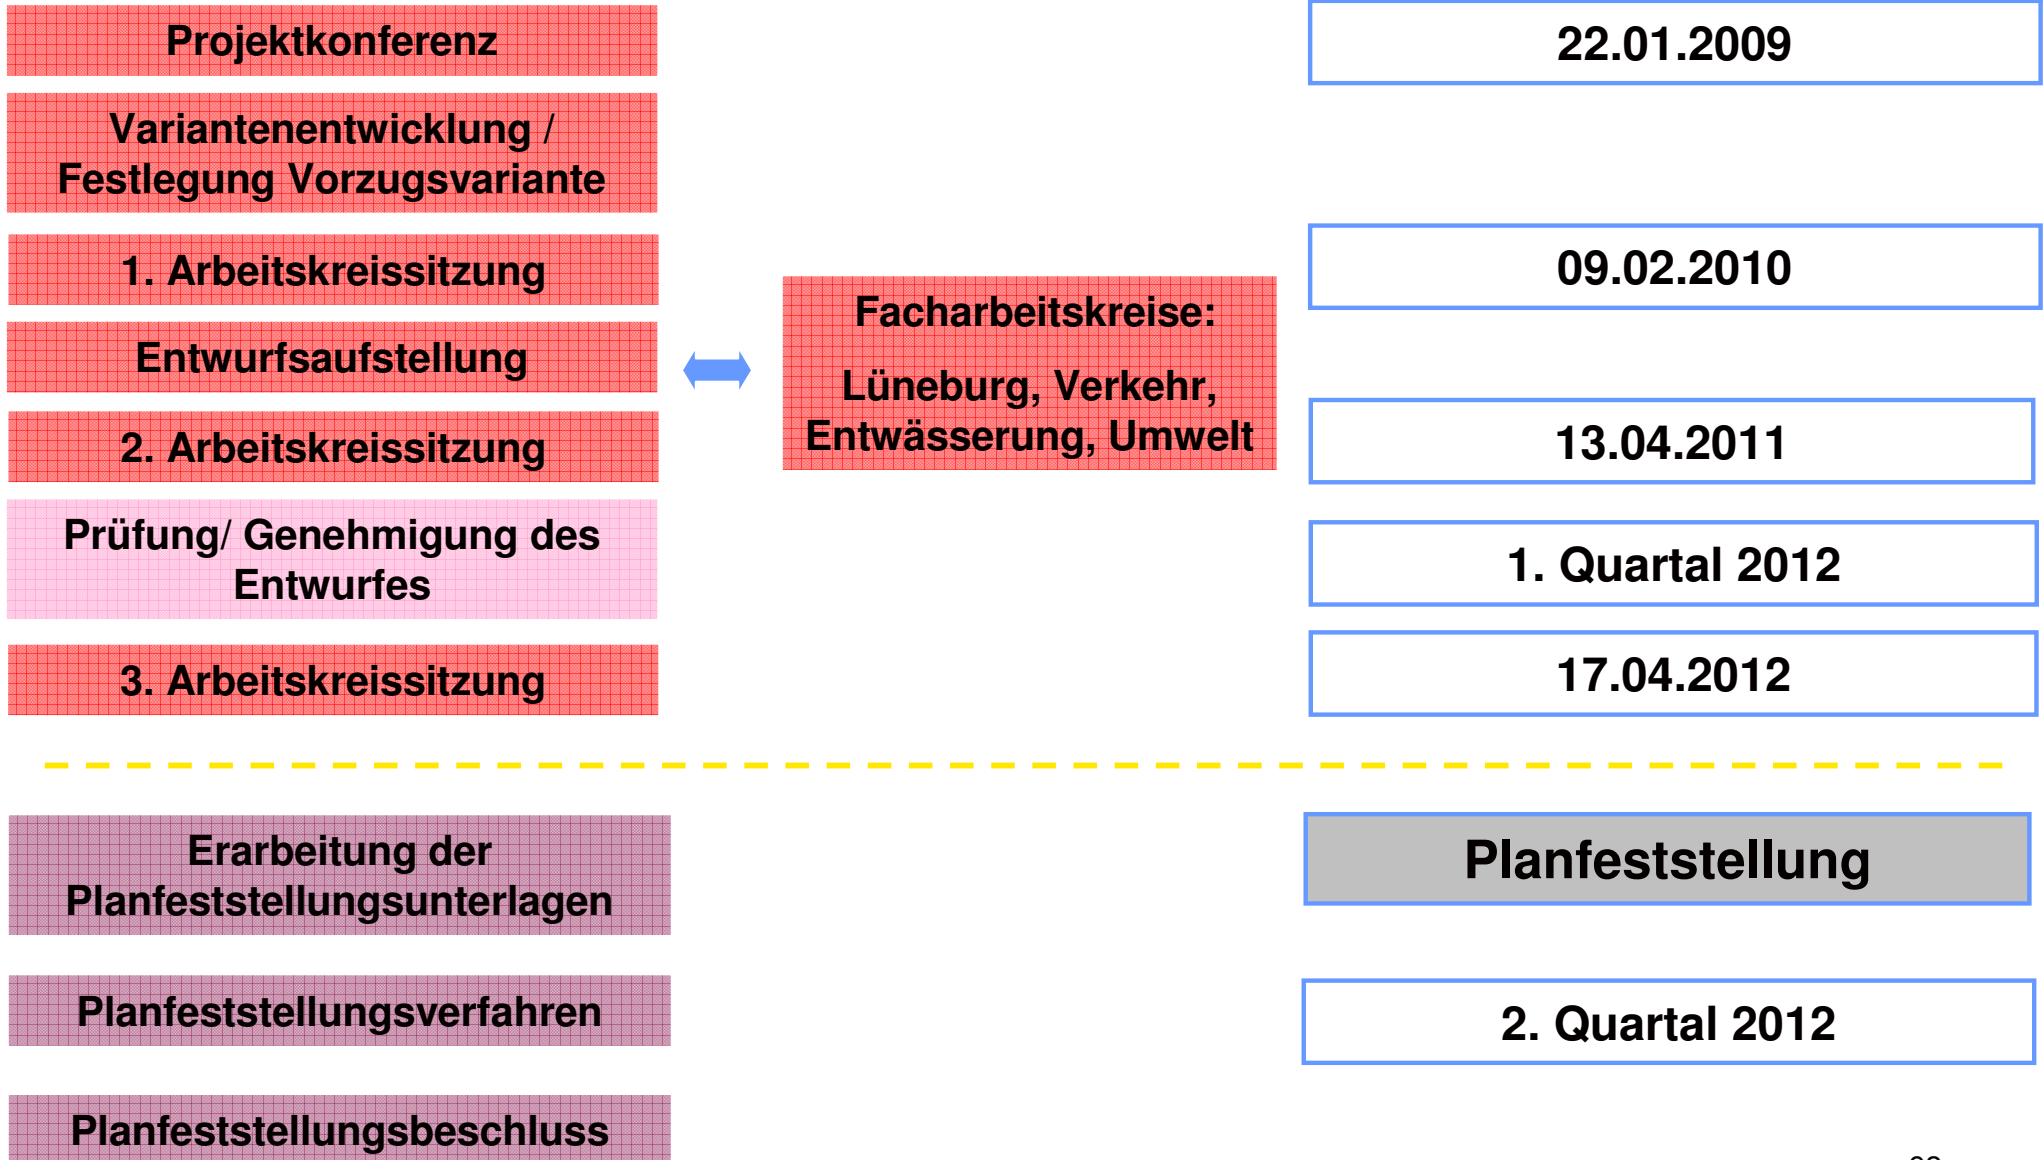 Projektkonferenz
22.01.2009
Variantenentwicklung /
Festlegung Vorzugsvariante
1. Arbeitskreissitzung
09.02.2010
Entwurfsaufstellung
Facharbeitskreise:
Lüneburg, Verkehr,
Entwässerung, Umwelt
2. Arbeitskreissitzung
13.04.2011
Prüfung/ Genehmigung des
Entwurfes
1. Quartal 2012
3. Arbeitskreissitzung
17.04.2012
Erarbeitung der
Planfeststellungsunterlagen
Planfeststellung
Planfeststellungsverfahren
2. Quartal 2012
Planfeststellungsbeschluss